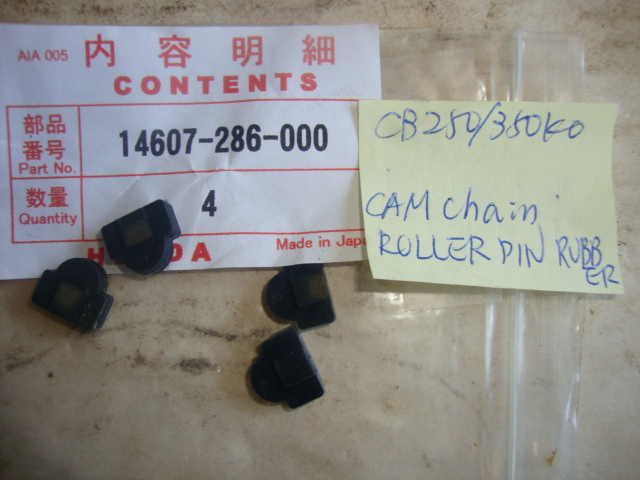 AIA 005 内容明細
CONTENTS
部品
番号
Part No.
14607-286-000
数量
Quantity
4
Made in Japa
CB250/350K0
CAM Chain
ROLLER PIN RUBB
ER